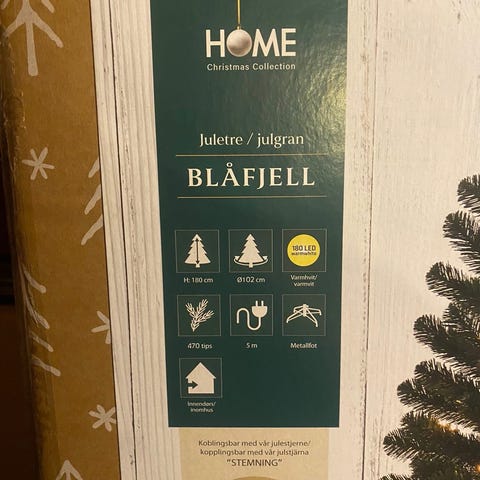 HOME
Christmas Collection
Juletre / julgran
BLÅFJELL
180 LED
warmwhite
H: 180 cm
Ø102 cm
Varmhvit/
varmvit
470 tips
5 m
Metallfot
Innendørs/
inomhus
Koblingsbar med vår julestjerne/
kopplingsbar med vår julstjärna
"STEMNING"